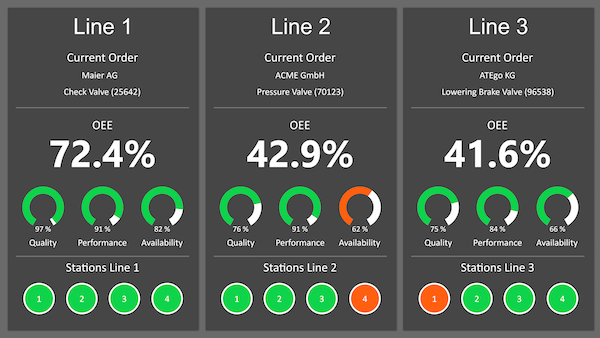 Line 1
Current Order
Maier AG
Check Valve (25642)
OEE
72.4%
97 %
91 %
82 %
Quality
Performance
Availability
Stations Line 1
1
2
3
4
Line 2
Current Order
ACME GmbH
Pressure Valve (70123)
OEE
42.9%
76 %
91 %
62 %
Quality
Performance
Availability
Stations Line 2
1
2
3
4
Line 3
Current Order
ATEgo KG
Lowering Brake Valve (96538)
OEE
41.6%
75 %
84 %
66 %
Quality
Performance
Availability
Stations Line 3
1
2
3
4